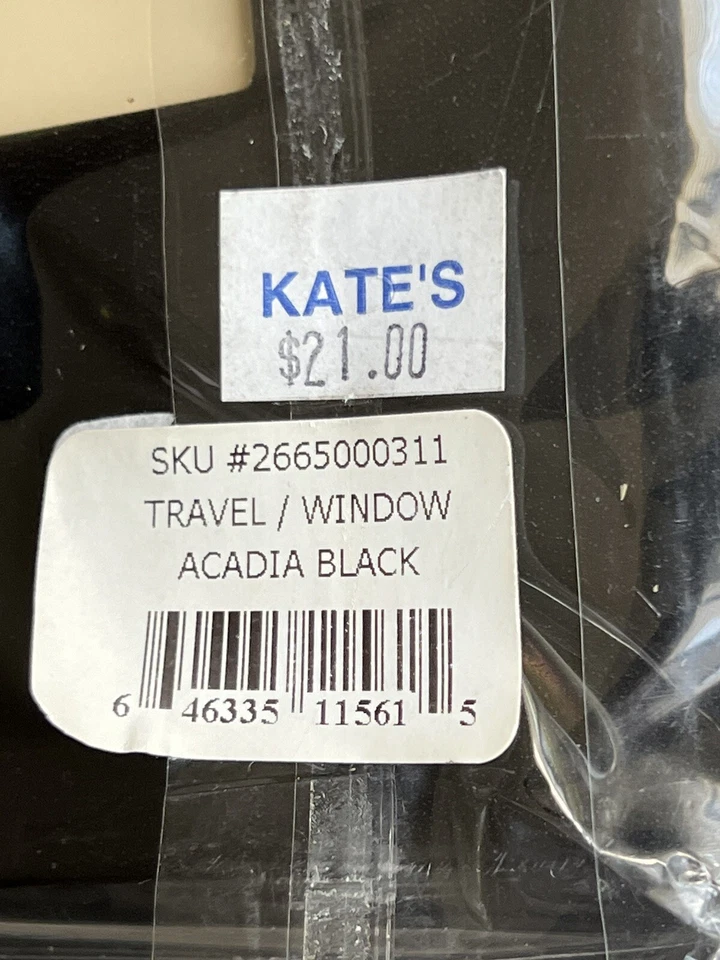 KATE'S
$21.00
SKU #2665000311
TRAVEL / WINDOW
ACADIA BLACK
6 46335 11561 5